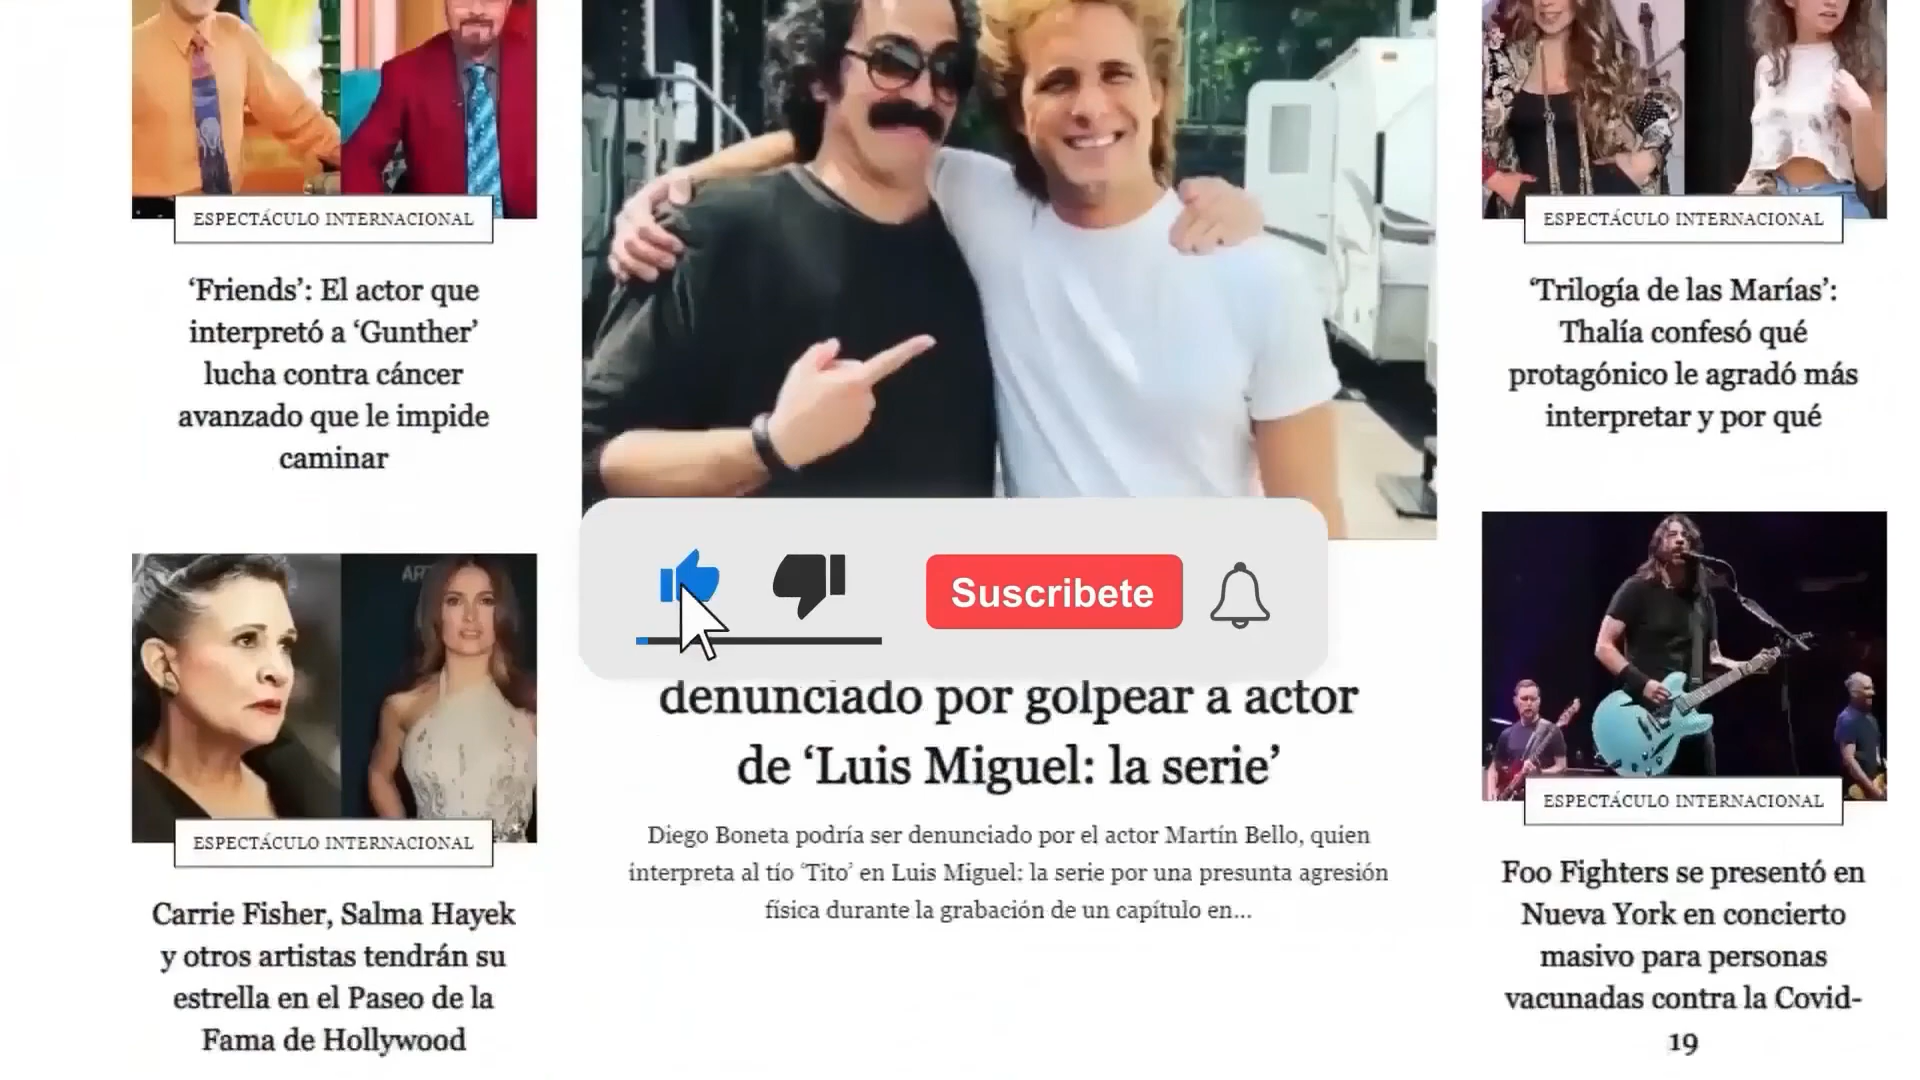 ESPECTÁCULO INTERNACIONAL
‘Friends’: El actor que
interpretó a ‘Gunther’
lucha contra cáncer
avanzado que le impide
caminar
ESPECTÁCULO INTERNACIONAL
Carrie Fisher, Salma Hayek
y otros artistas tendrán su
estrella en el Paseo de la
Fama de Hollywood
Suscribete
denunciado por golpear a actor
de ‘Luis Miguel: la serie’
Diego Boneta podría ser denunciado por el actor Martín Bello, quien
interpreta al tío ‘Tito’ en Luis Miguel: la serie por una presunta agresión
física durante la grabación de un capítulo en...
ESPECTÁCULO INTERNACIONAL
‘Trilogía de las Marías’:
Thalía confesó qué
protagónico le agradó más
interpretar y por qué
ESPECTÁCULO INTERNACIONAL
Foo Fighters se presentó en
Nueva York en concierto
masivo para personas
vacunadas contra la Covid-
19